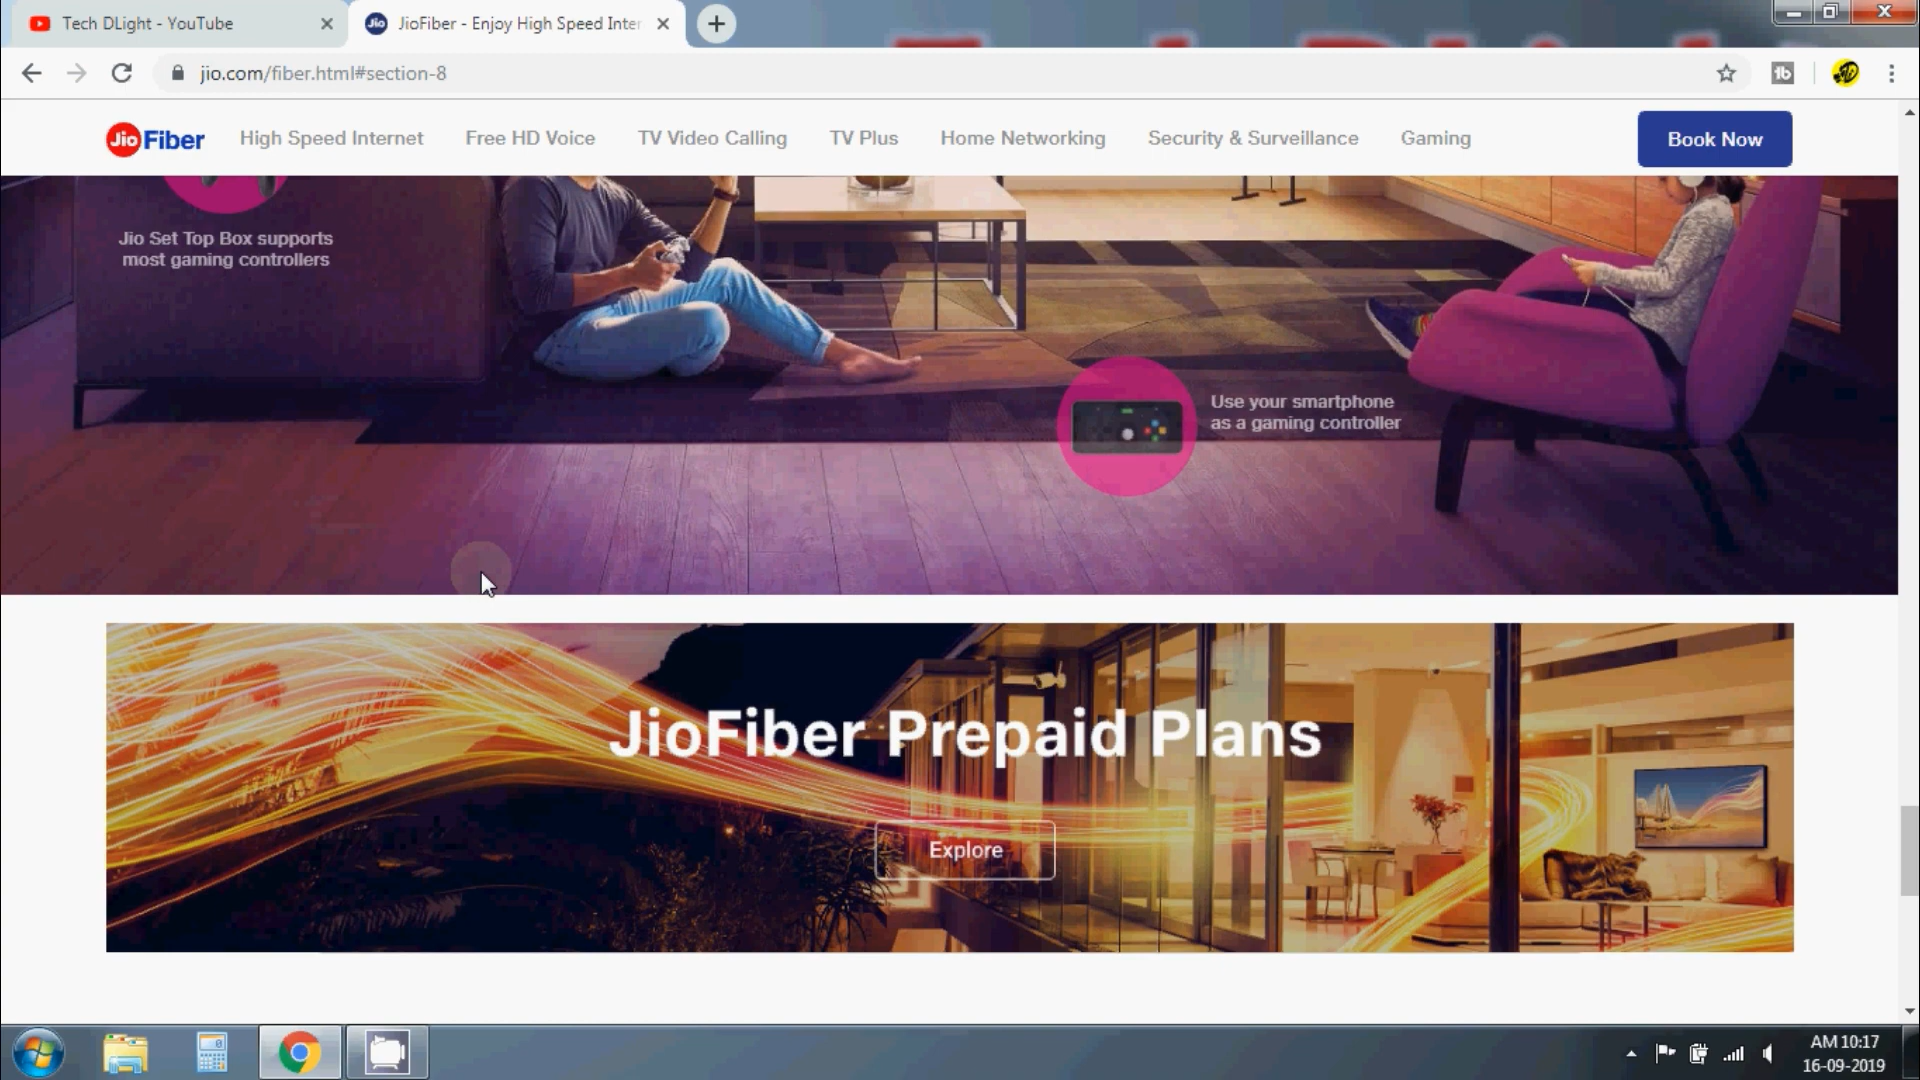 Tech DLight - YouTube
JioFiber - Enjoy High Speed Inter
jio.com/fiber.html#section-8
Jio Fiber
High Speed Internet
Free HD Voice
TV Video Calling
TV Plus
Home Networking
Security & Surveillance
Gaming
Book Now
Jio Set Top Box supports
most gaming controllers
Use your smartphone
as a gaming controller
JioFiber Prepaid Plans
Explore
AM 10:17
16-09-2019